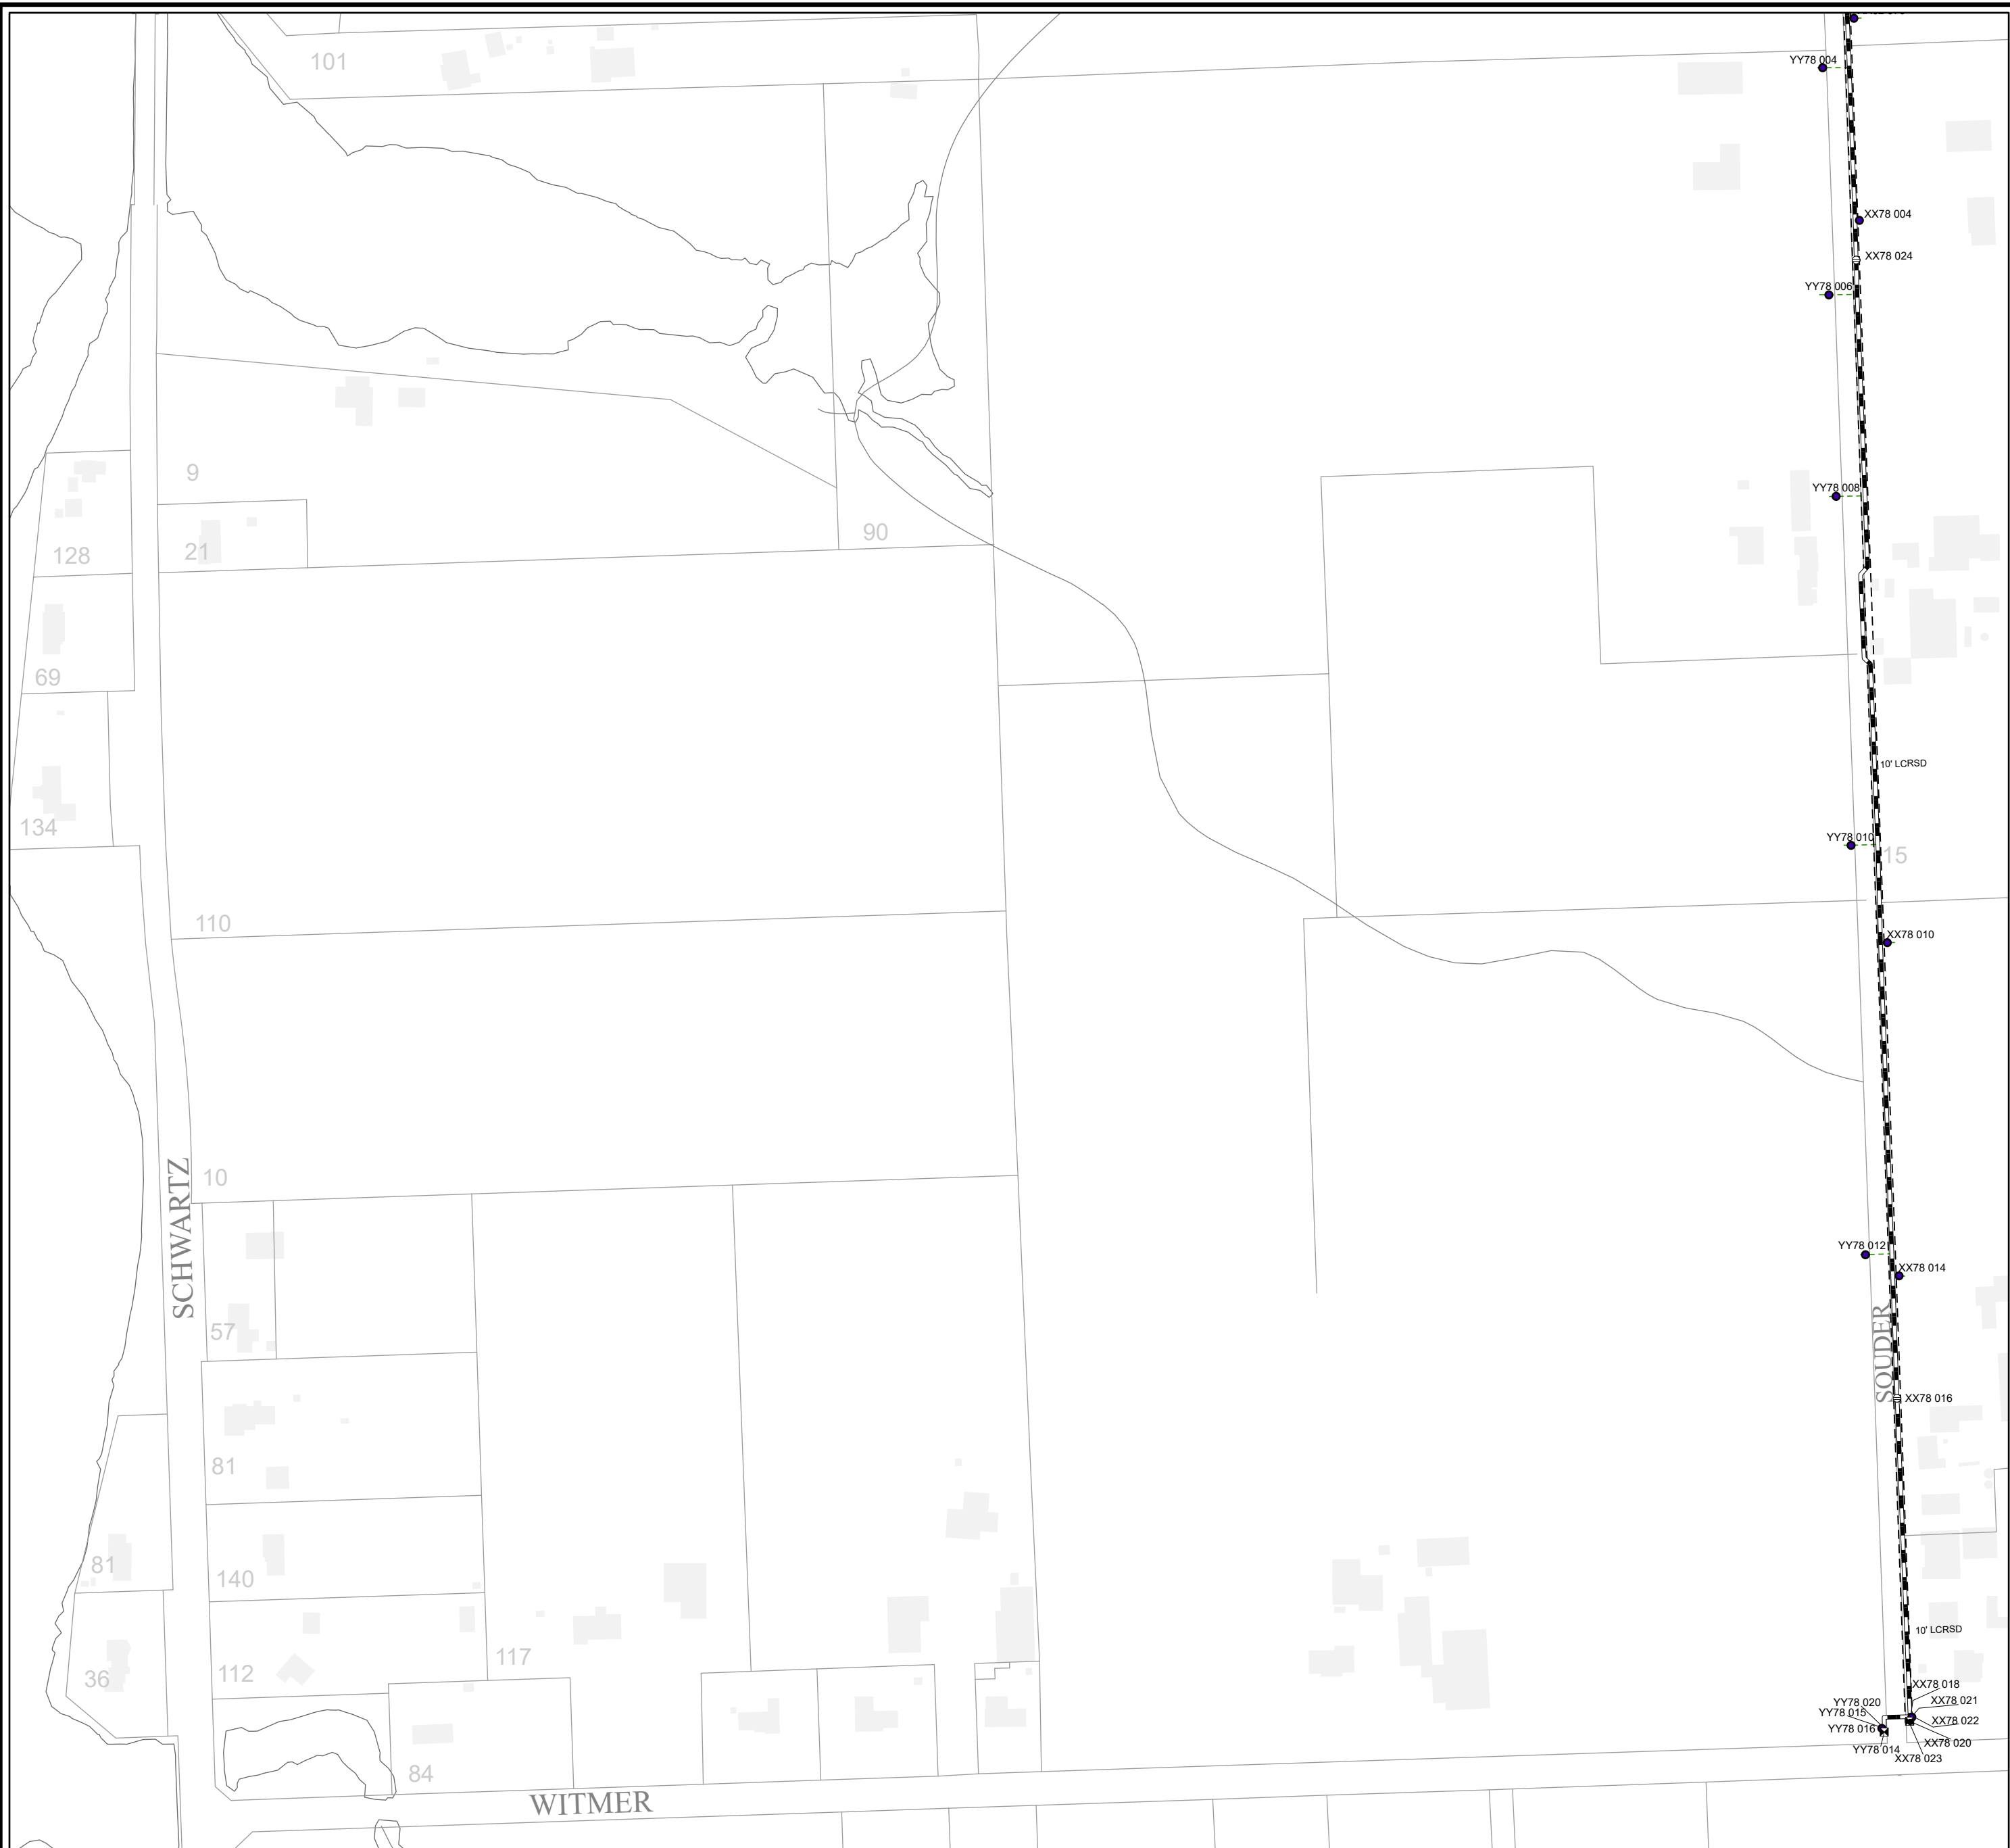 101
YY78 004
XX78 004
XX78 024
YY78 006
9
YY78 008
90
21
128
69
10' LCRSD
134
YY78 010
15
110
XX78 010
10
SCHWARTZ
YY78 012
XX78 014
57
SOUDER
XX78 016
81
81
140
10' LCRSD
117
112
36
XX78 018
YY78 020
XX78 021
YY78 015
XX78 022
YY78 016
XX78 020
YY78 014
XX78 023
84
WITMER